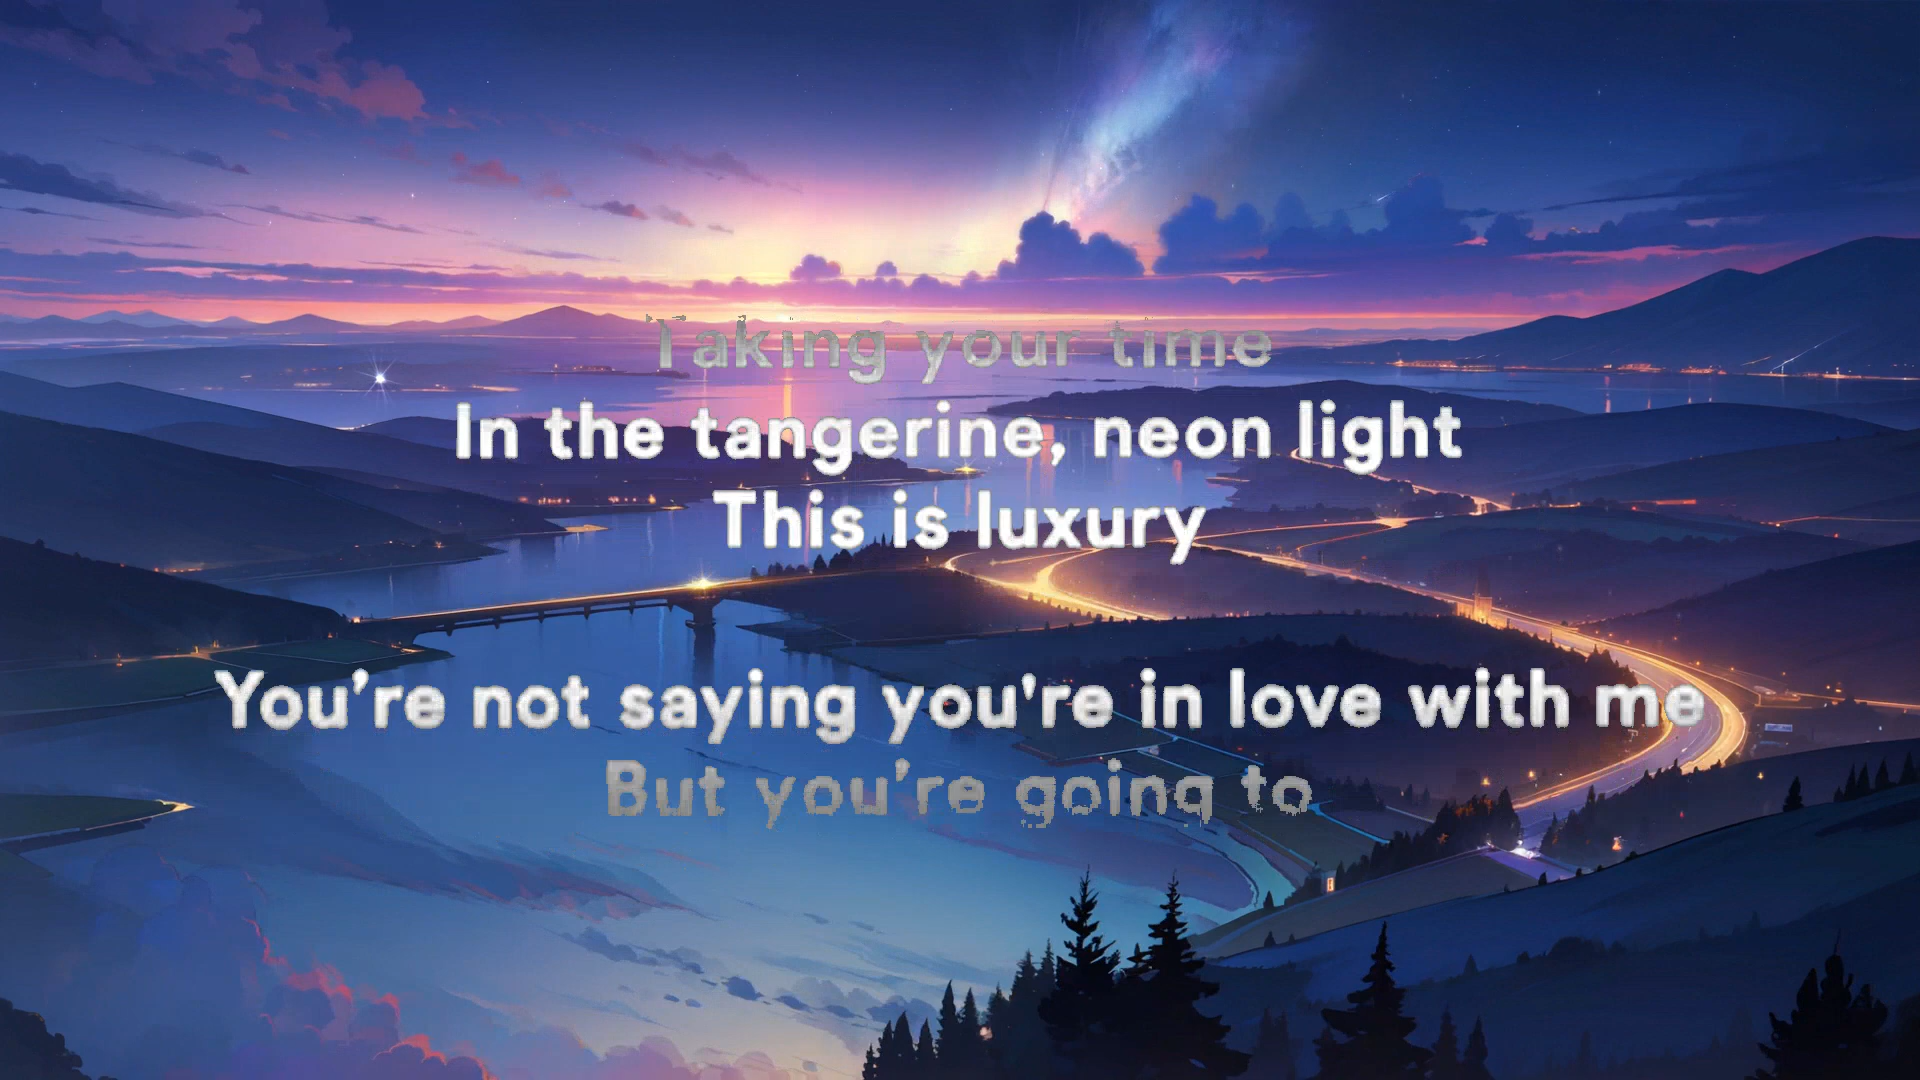 Taking your time
In the tangerine, neon light
This is luxury
You’re not saying you're in love with me
But you’re going to